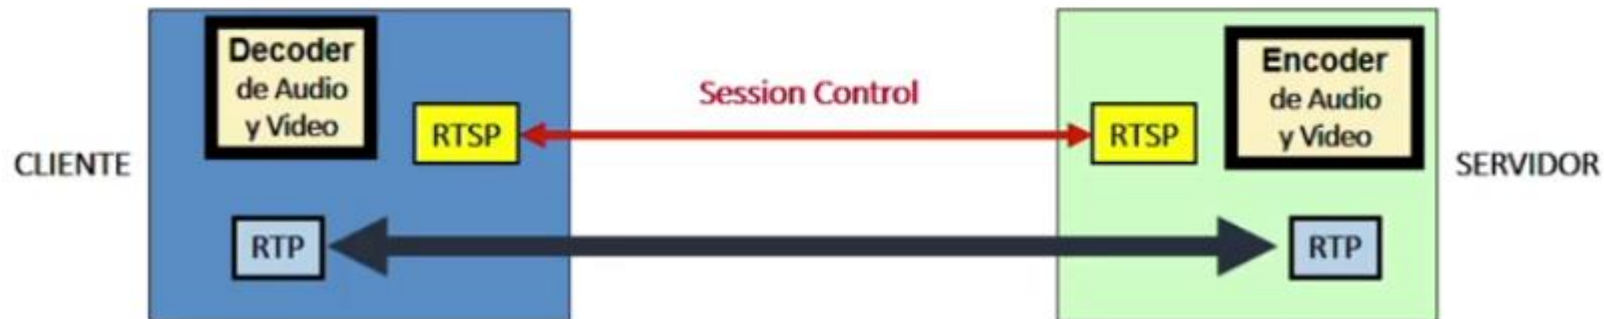 CLIENTE
Decoder
de Audio
y Video
RTSP
RTP
Session Control
RTSP
Encoder
de Audio
y Video
RTP
SERVIDOR